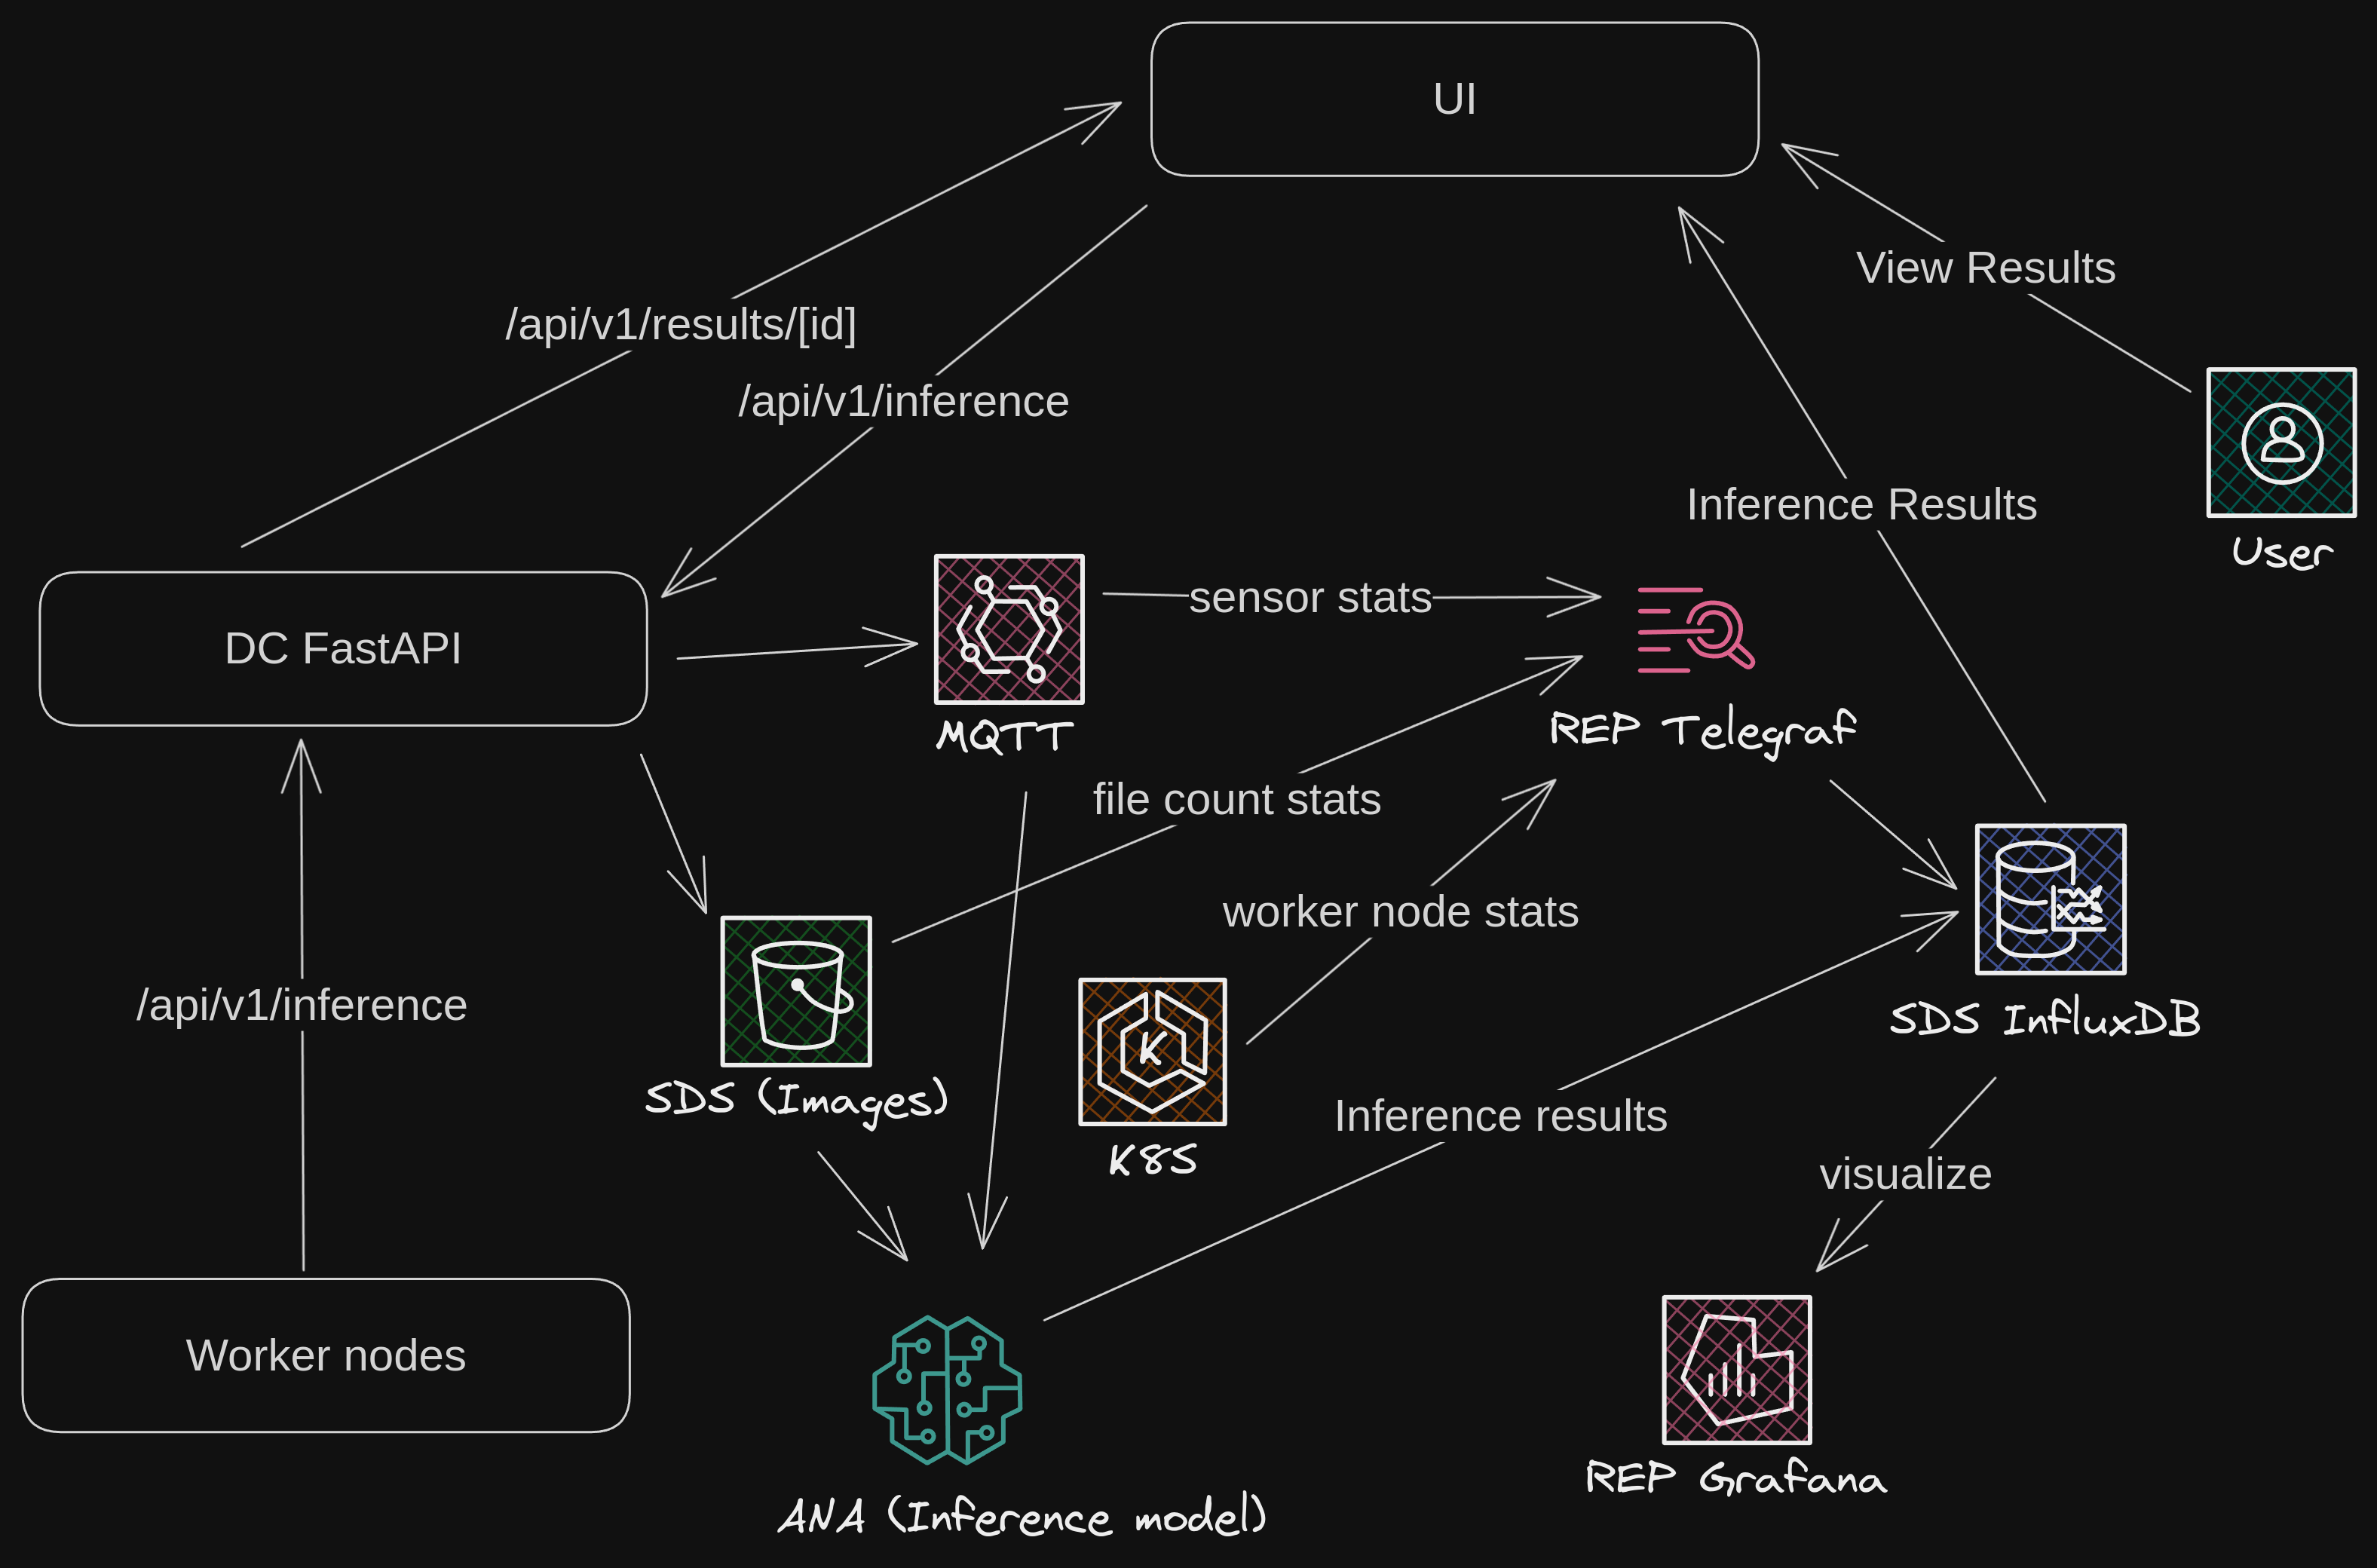 UI
/api/v1/results/[id]
/api/v1/inference
View Results
Inference Results
User
DC FastAPI
sensor stats
MQTT
REP Telegraf
file count stats
worker node stats
/api/v1/inference
SDS (Images)
K
K8S
SDS InfluxDB
Inference results
visualize
Worker nodes
ANA (Inference model)
REP Grafana